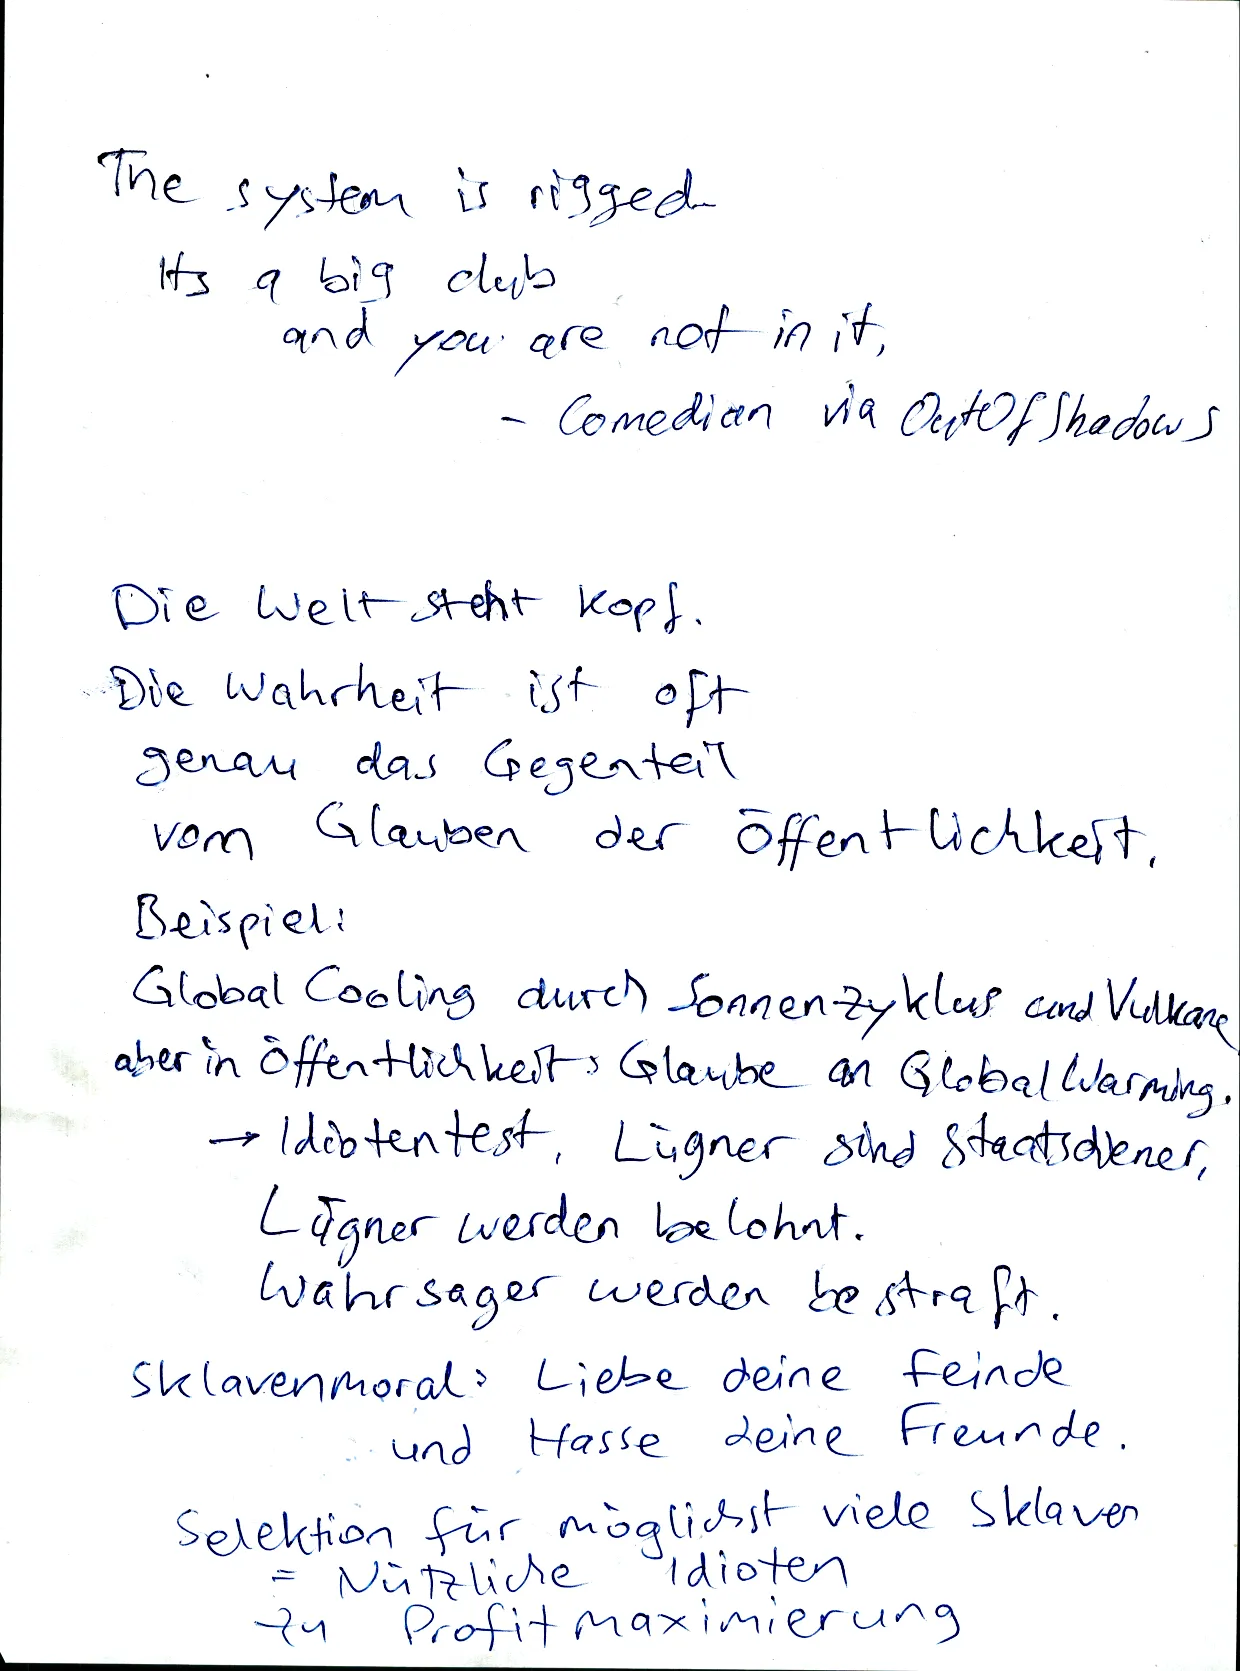 The system is rigged
Its a big club
and you are not in it,
- Comedian via OutOfShadows
Die Welt steht kopf.
Die Wahrheit ist oft
genau das Gegenteil
vom Glauben der Öffentlichkeit.
Beispiel:
Global Cooling durch Sonnenzyklus und Vulkane
aber in Öffentlichkeit: Glaube an Global Warming.
→ Idiotentest, Lügner sind Staatsdiener,
Lügner werden belohnt.
Wahrsager werden bestraft.
Sklavenmoral: Liebe deine Feinde
und Hasse deine Freunde.
Selektion für möglichst viele Sklaven
= Nützliche Idioten
zu Profitmaximierung